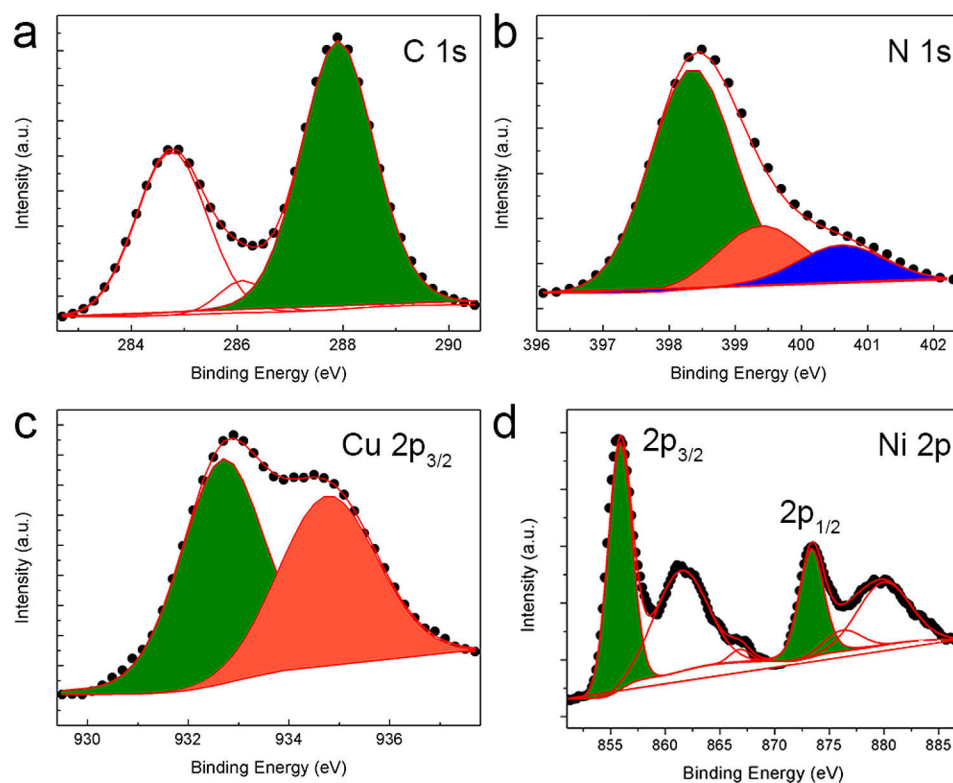 a
C 1s
Intensity (a.u.)
284 286 288 290
Binding Energy (eV)
b
N 1s
Intensity (a.u.)
396 397 398 399 400 401 402
Binding Energy (eV)
c
Cu 2p3/2
Intensity (a.u.)
930 932 934 936
Binding Energy (eV)
d
Ni 2p
2p3/2
2p1/2
Intensity (a.u.)
855 860 865 870 875 880 885
Binding Energy (eV)